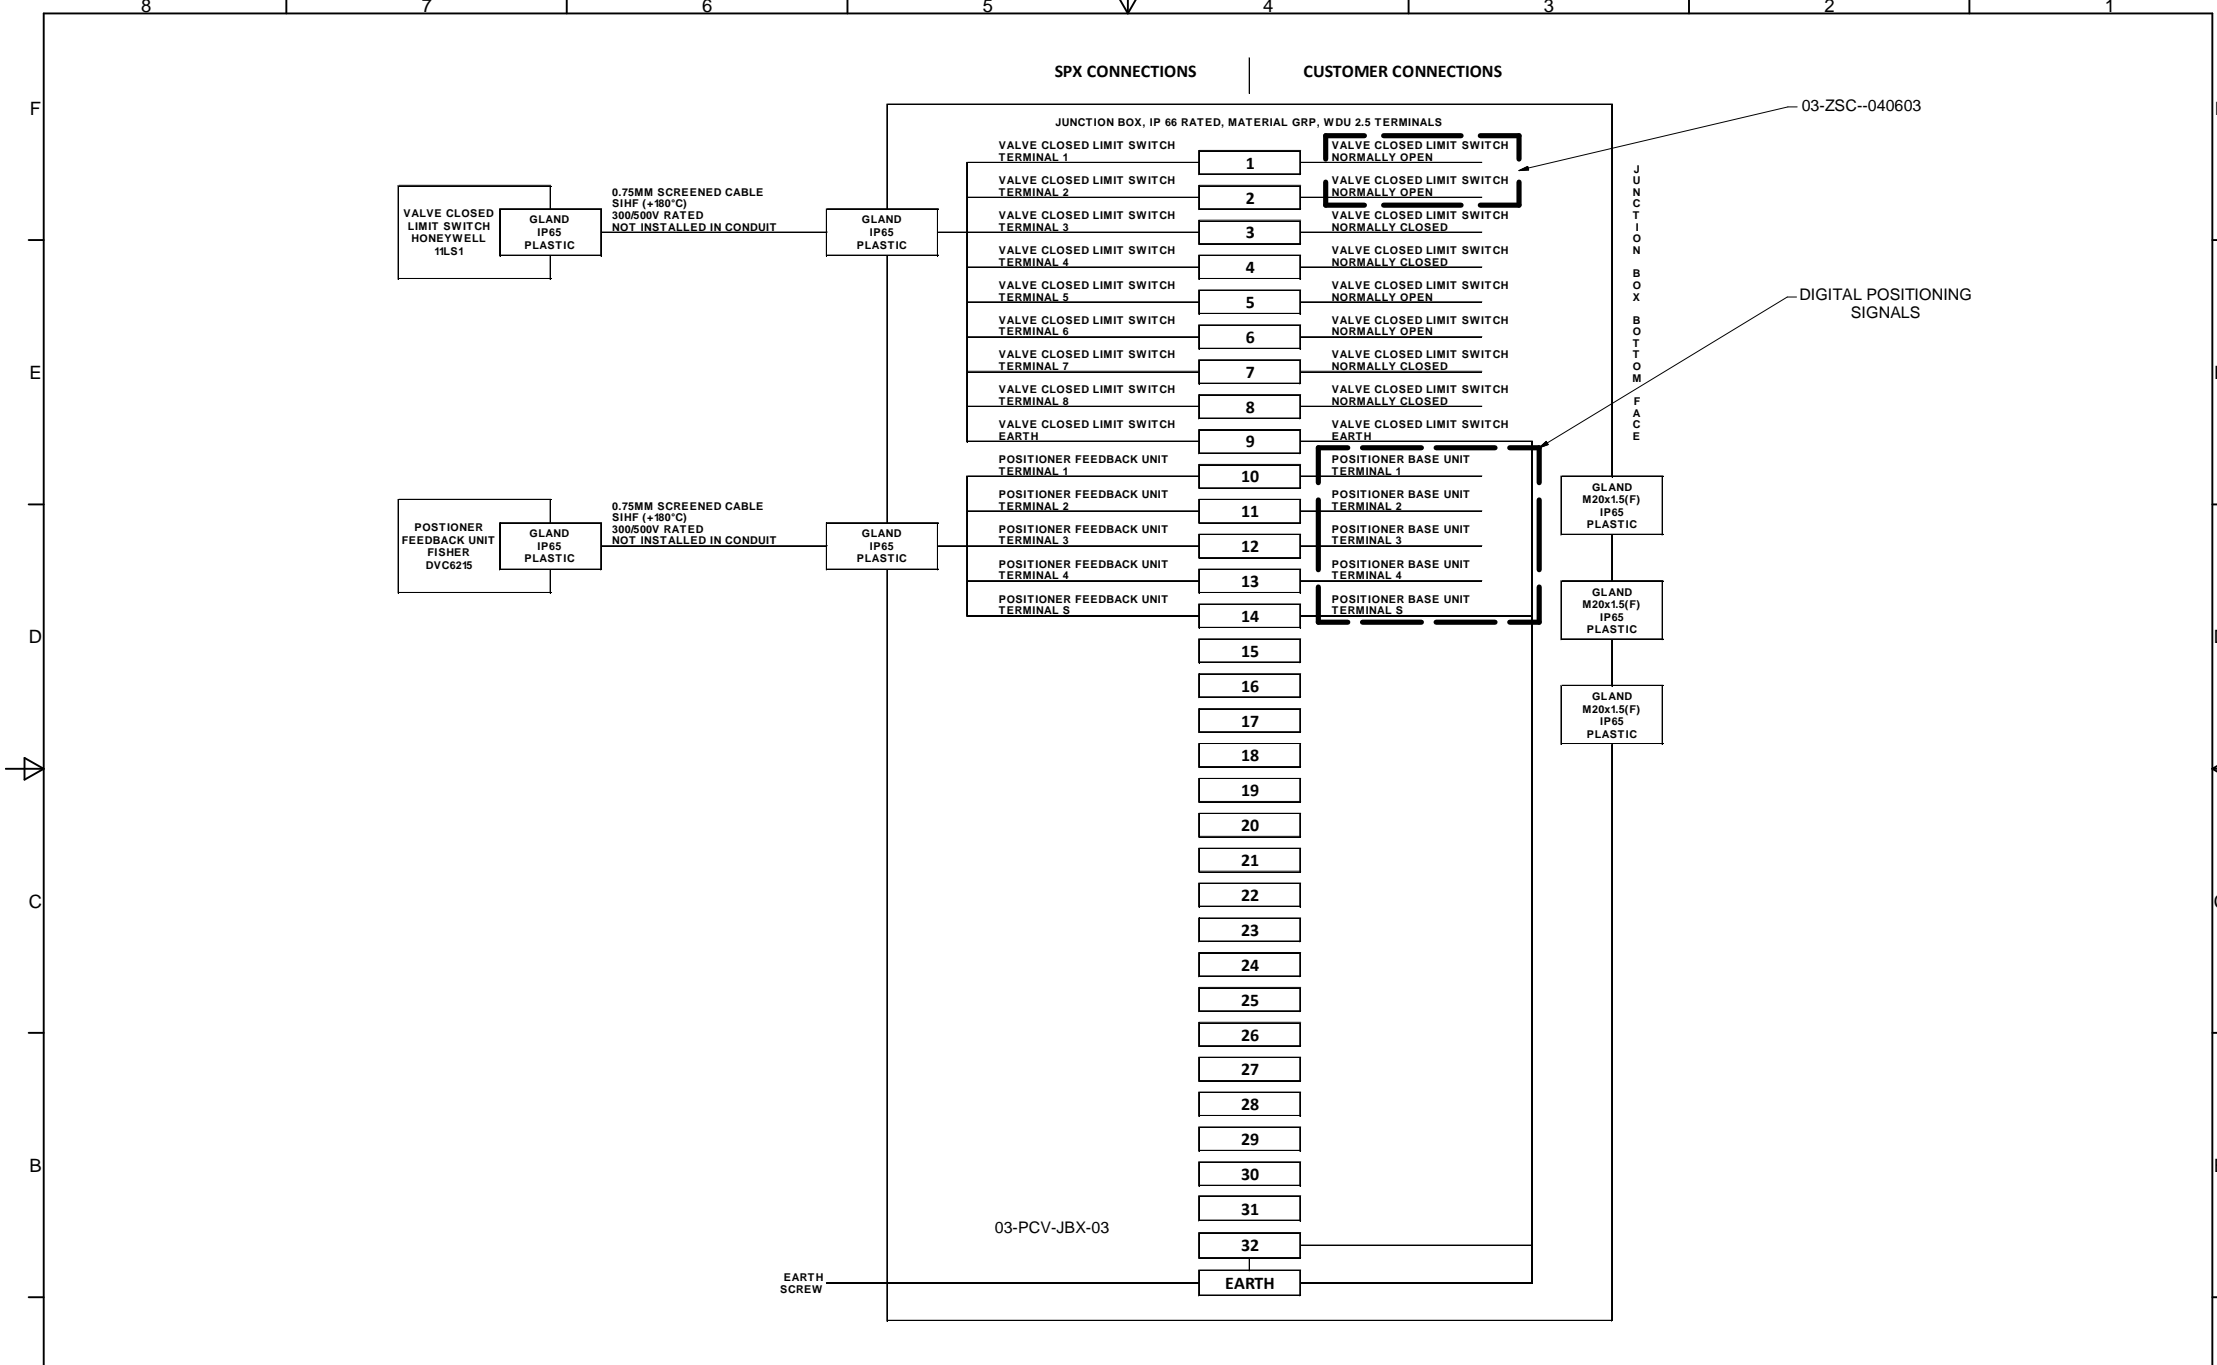 8 7 6 5 4 3 2 1
SPX CONNECTIONS
CUSTOMER CONNECTIONS
F
03-ZSC--040603
JUNCTION BOX, IP 66 RATED, MATERIAL GRP, WDU 2.5 TERMINALS
VALVE CLOSED LIMIT SWITCH
TERMINAL 1
1
VALVE CLOSED LIMIT SWITCH
NORMALLY OPEN
VALVE CLOSED LIMIT SWITCH
TERMINAL 2
2
VALVE CLOSED LIMIT SWITCH
NORMALLY OPEN
VALVE CLOSED LIMIT SWITCH
TERMINAL 3
3
VALVE CLOSED LIMIT SWITCH
NORMALLY CLOSED
VALVE CLOSED LIMIT SWITCH
TERMINAL 4
4
VALVE CLOSED LIMIT SWITCH
NORMALLY CLOSED
VALVE CLOSED LIMIT SWITCH
TERMINAL 5
5
VALVE CLOSED LIMIT SWITCH
NORMALLY OPEN
VALVE CLOSED LIMIT SWITCH
TERMINAL 6
6
VALVE CLOSED LIMIT SWITCH
NORMALLY OPEN
VALVE CLOSED LIMIT SWITCH
TERMINAL 7
7
VALVE CLOSED LIMIT SWITCH
NORMALLY CLOSED
VALVE CLOSED LIMIT SWITCH
TERMINAL 8
8
VALVE CLOSED LIMIT SWITCH
NORMALLY CLOSED
VALVE CLOSED LIMIT SWITCH
EARTH
9
VALVE CLOSED LIMIT SWITCH
EARTH
VALVE CLOSED
LIMIT SWITCH
HONEYWELL
11LS1
GLAND
IP65
PLASTIC
0.75MM SCREENED CABLE
SIHF (+180°C)
300/500V RATED
NOT INSTALLED IN CONDUIT
GLAND
IP65
PLASTIC
JUNCTION BOX BOTTOM FACE
DIGITAL POSITIONING
SIGNALS
E
POSITIONER FEEDBACK UNIT
TERMINAL 1
10
POSITIONER BASE UNIT
TERMINAL 1
POSITIONER FEEDBACK UNIT
TERMINAL 2
11
POSITIONER BASE UNIT
TERMINAL 2
POSITIONER FEEDBACK UNIT
TERMINAL 3
12
POSITIONER BASE UNIT
TERMINAL 3
POSITIONER FEEDBACK UNIT
TERMINAL 4
13
POSITIONER BASE UNIT
TERMINAL 4
POSITIONER FEEDBACK UNIT
TERMINAL S
14
POSITIONER BASE UNIT
TERMINAL S
POSTIONER
FEEDBACK UNIT
FISHER
DVC6215
GLAND
IP65
PLASTIC
0.75MM SCREENED CABLE
SIHF (+180°C)
300/500V RATED
NOT INSTALLED IN CONDUIT
GLAND
IP65
PLASTIC
GLAND
M20x1.5(F)
IP65
PLASTIC
GLAND
M20x1.5(F)
IP65
PLASTIC
GLAND
M20x1.5(F)
IP65
PLASTIC
D
15
16
17
18
19
20
21
22
C
23
24
25
26
27
28
29
B
30
31
03-PCV-JBX-03
32
EARTH
SCREW
EARTH